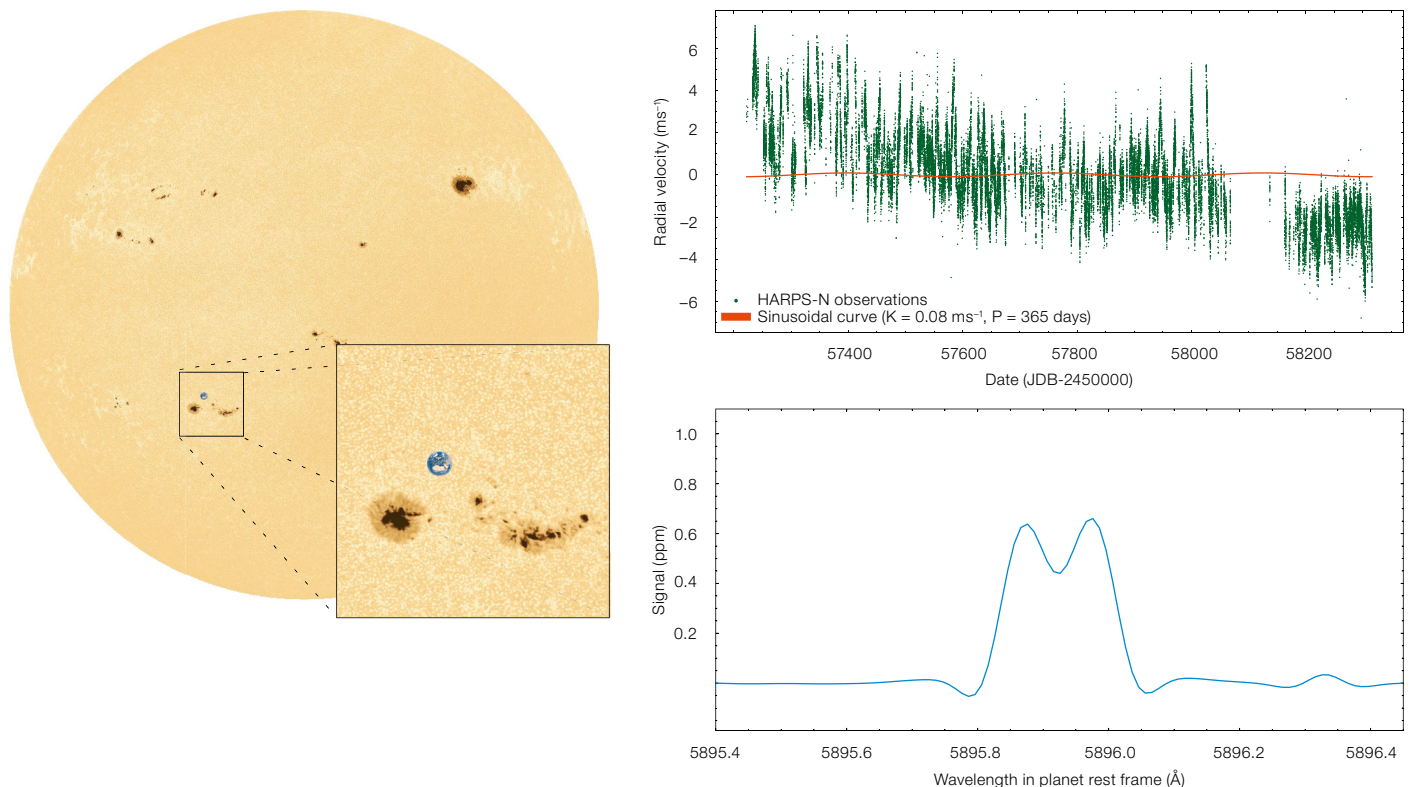 6
4
2
0
−2
−4
−6
Radial velocity (ms⁻¹)
HARPS-N observations
Sinusoidal curve (K = 0.08 ms⁻¹, P = 365 days)
57400 57600 57800 58000 58200
Date (JDB-2450000)
1.0
0.8
0.6
0.4
0.2
Signal (ppm)
5895.4 5895.6 5895.8 5896.0 5896.2 5896.4
Wavelength in planet rest frame (Å)